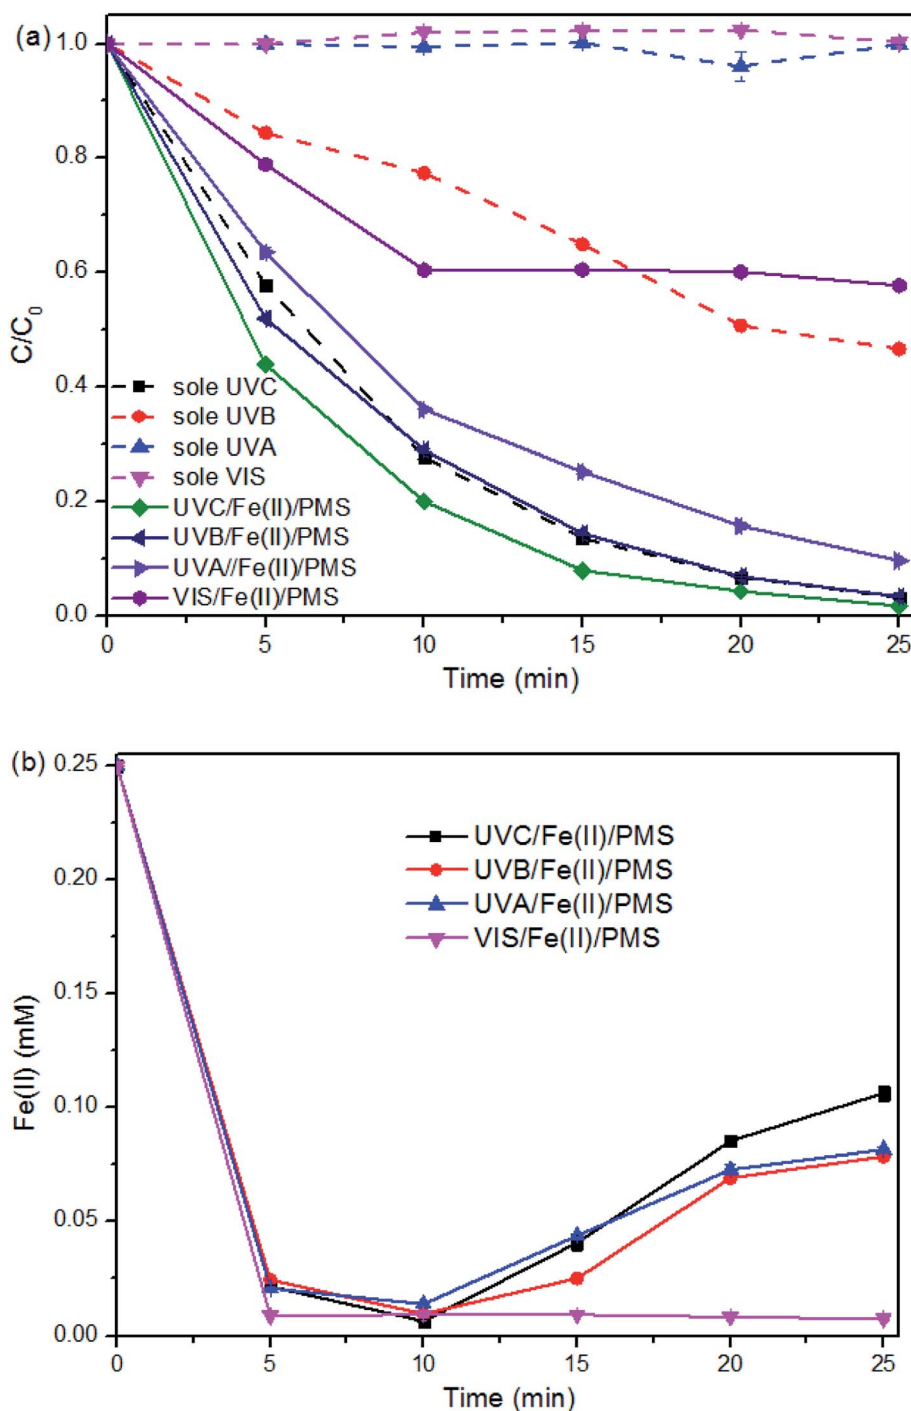 (a)
1.0
0.8
0.6
0.4
0.2
0.0
C/C0
sole UVC
sole UVB
sole UVA
sole VIS
UVC/Fe(II)/PMS
UVB/Fe(II)/PMS
UVA//Fe(II)/PMS
VIS/Fe(II)/PMS
0 5 10 15 20 25
Time (min)
(b)
0.25
0.20
0.15
0.10
0.05
0.00
Fe(II) (mM)
UVC/Fe(II)/PMS
UVB/Fe(II)/PMS
UVA/Fe(II)/PMS
VIS/Fe(II)/PMS
0 5 10 15 20 25
Time (min)